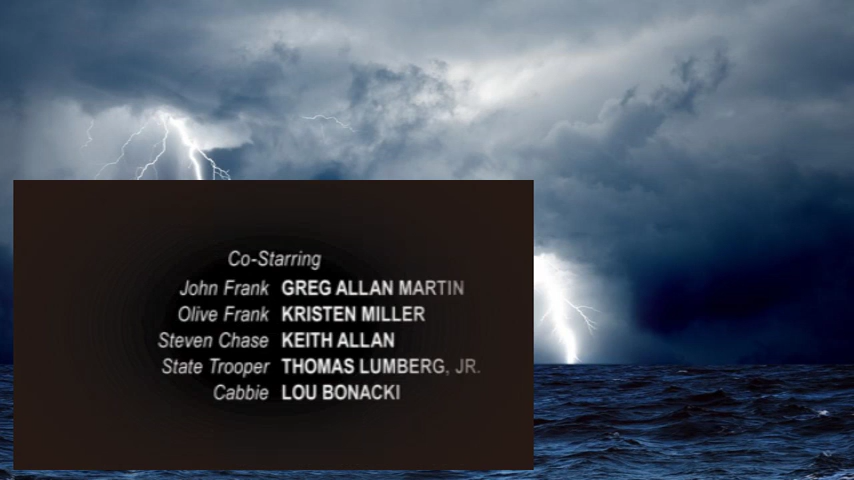 Co-Starring
John Frank GREG ALLAN MARTIN
Olive Frank KRISTEN MILLER
Steven Chase KEITH ALLAN
State Trooper THOMAS LUMBERG, JR.
Cabbie LOU BONACKI